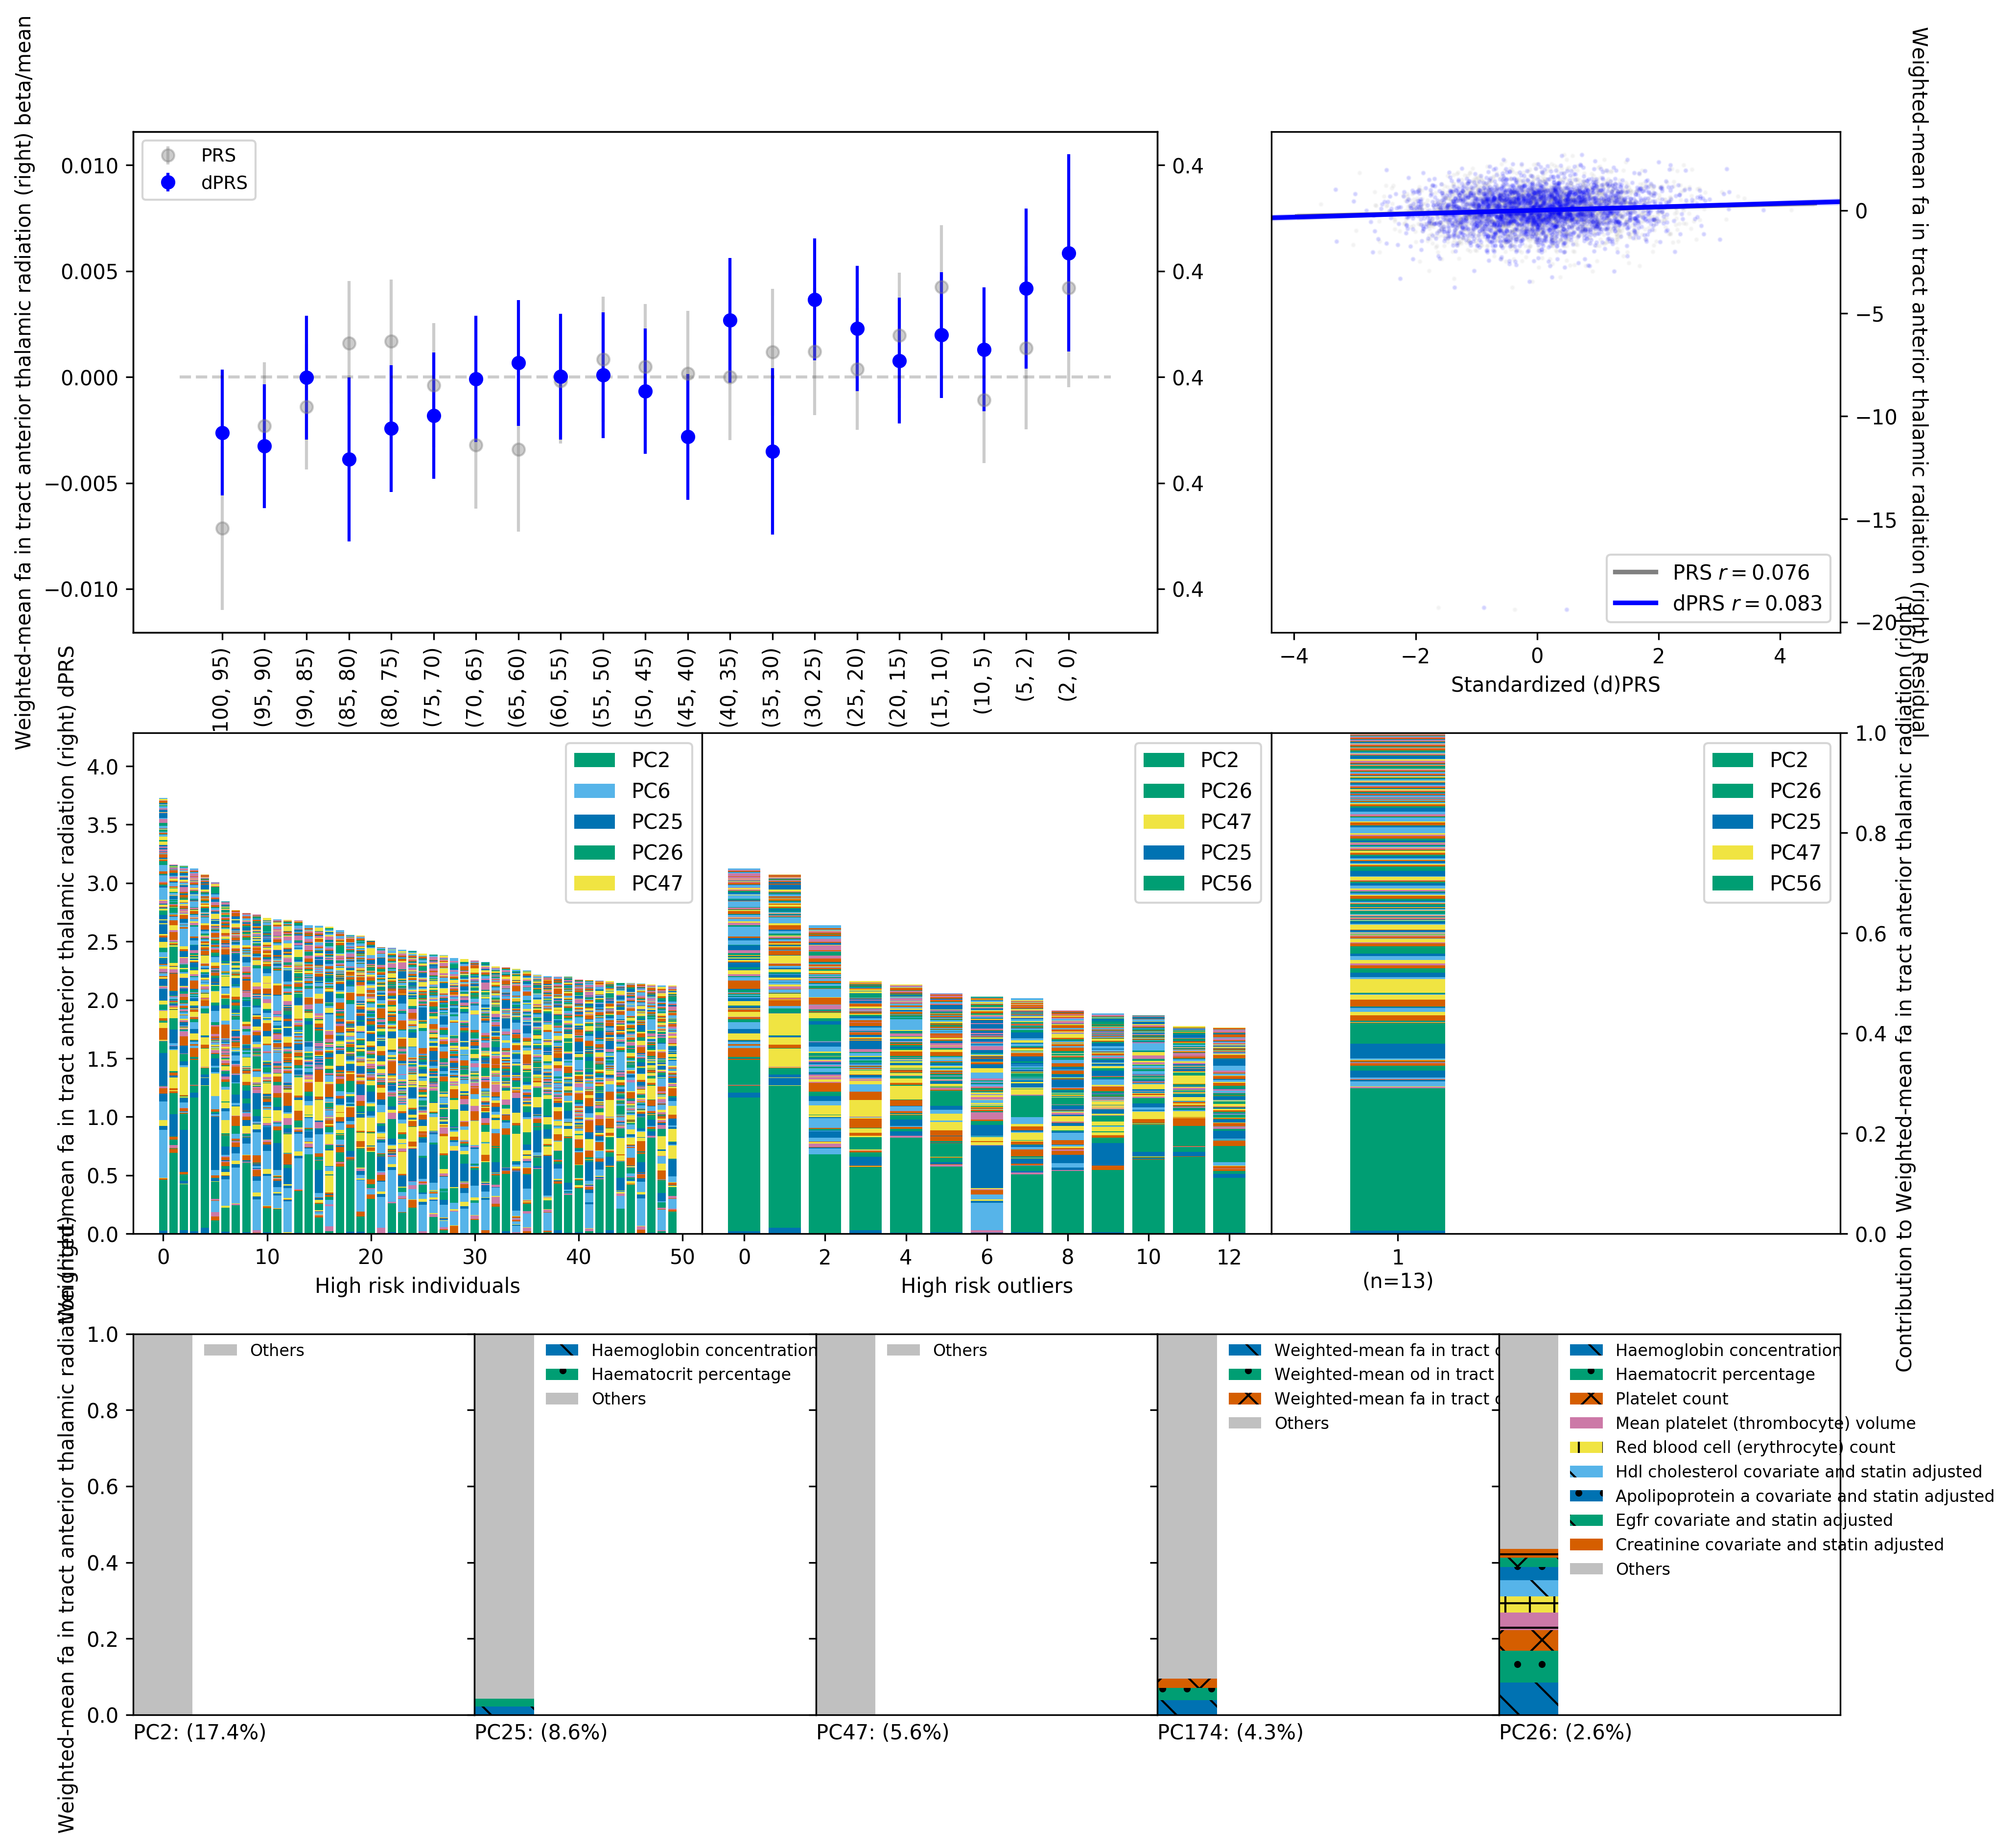 Weighted-mean fa in tract anterior thalamic radiation (right) beta/mean
0.010
0.005
0.000
−0.005
−0.010
PRS
dPRS
0.4
0.4
0.4
0.4
0.4
100, 95)
(95, 90)
(90, 85)
(85, 80)
(80, 75)
(75, 70)
(70, 65)
(65, 60)
(60, 55)
(55, 50)
(50, 45)
(45, 40)
(40, 35)
(35, 30)
(30, 25)
(25, 20)
(20, 15)
(15, 10)
(10, 5)
(5, 2)
(2, 0)
Weighted-mean fa in tract anterior thalamic radiation (right) Residual
0
−5
−10
−15
−20
PRS r = 0.076
dPRS r = 0.083
−4
−2
0
2
4
Standardized (d)PRS
Weighted-mean fa in tract anterior thalamic radiation (right) dPRS
4.0
3.5
3.0
2.5
2.0
1.5
1.0
0.5
0.0
PC2
PC6
PC25
PC26
PC47
0
10
20
30
40
50
High risk individuals
PC2
PC26
PC47
PC25
PC56
0
2
4
6
8
10
12
High risk outliers
PC2
PC26
PC25
PC47
PC56
1
(n=13)
1.0
0.8
0.6
0.4
0.2
0.0
Contribution to Weighted-mean fa in tract anterior thalamic radiation (right)
Weighted-mean fa in tract anterior thalamic radiation (right)
1.0
0.8
0.6
0.4
0.2
0.0
Others
PC2: (17.4%)
Haemoglobin concentration
Haematocrit percentage
Others
PC25: (8.6%)
Others
PC47: (5.6%)
Weighted-mean fa in tract
Weighted-mean od in tract
Weighted-mean fa in tract
Others
PC174: (4.3%)
Haemoglobin concentration
Haematocrit percentage
Platelet count
Mean platelet (thrombocyte) volume
Red blood cell (erythrocyte) count
Hdl cholesterol covariate and statin adjusted
Apolipoprotein a covariate and statin adjusted
Egfr covariate and statin adjusted
Creatinine covariate and statin adjusted
Others
PC26: (2.6%)